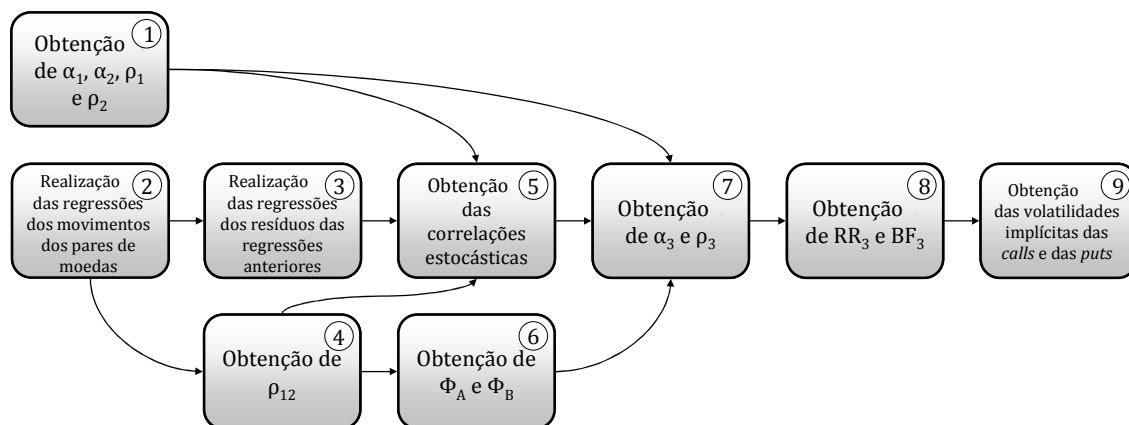 1
Obtenção
de α₁, α₂, ρ₁
e ρ₂
2
Realização
das regressões
dos movimentos
dos pares de
moedas
3
Realização
das regressões
dos resíduos das
regressões
anteriores
5
Obtenção
das
correlações
estocásticas
7
Obtenção
de α₃ e ρ₃
8
Obtenção
de RR₃ e BF₃
9
Obtenção
das volatilidades
implícitas das
calls e das puts
4
Obtenção de
ρ₁₂
6
Obtenção de
Φ_A e Φ_B